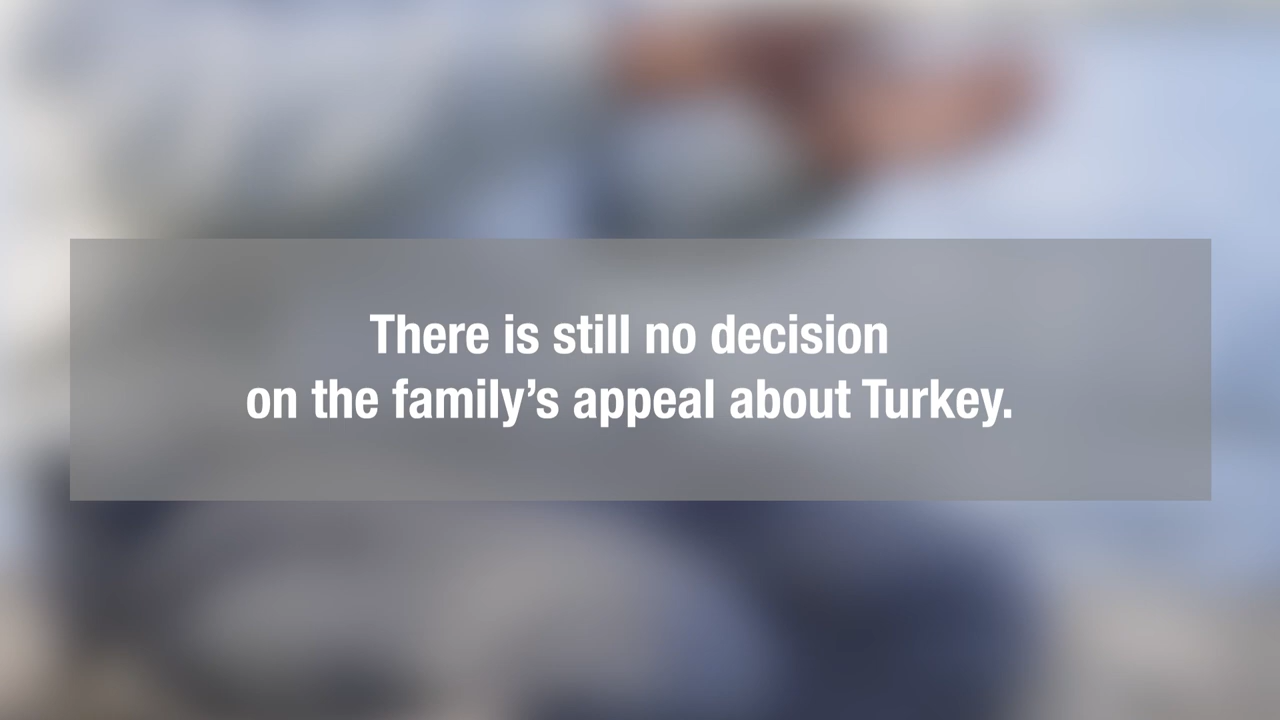 There is still no decision
on the family’s appeal about Turkey.